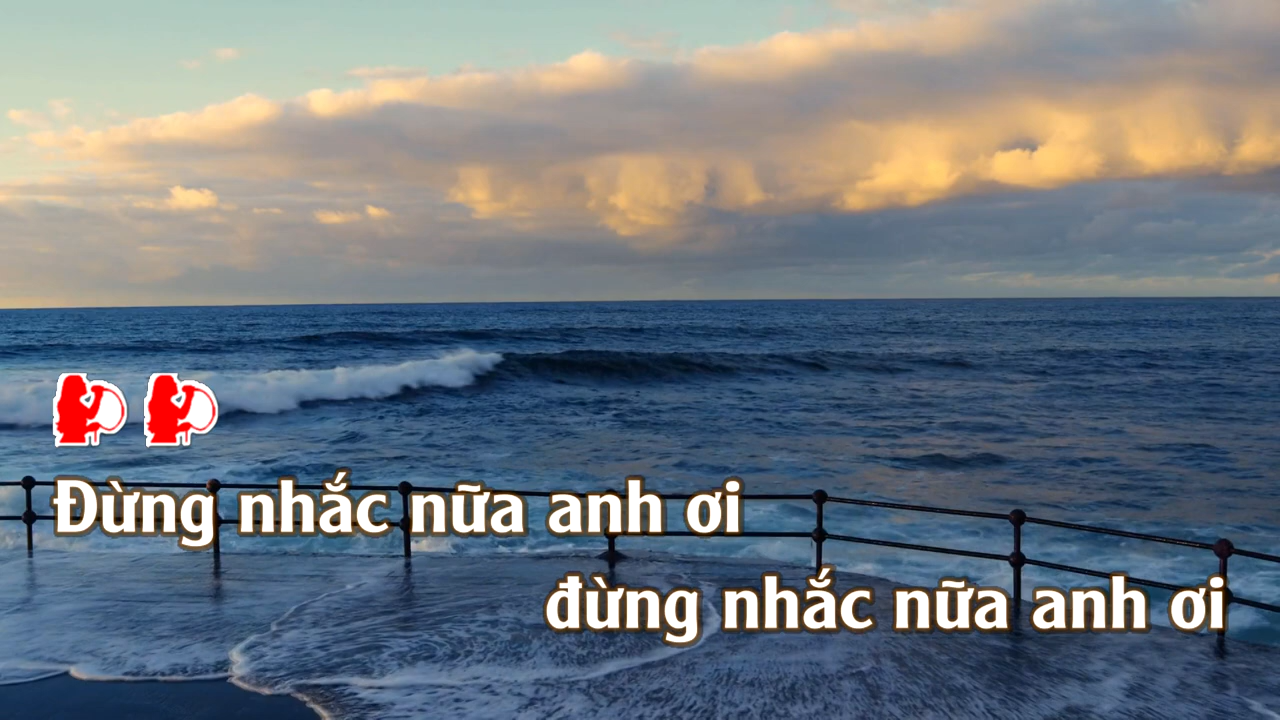 Đừng nhắc nữa anh ơi
đừng nhắc nữa anh ơi